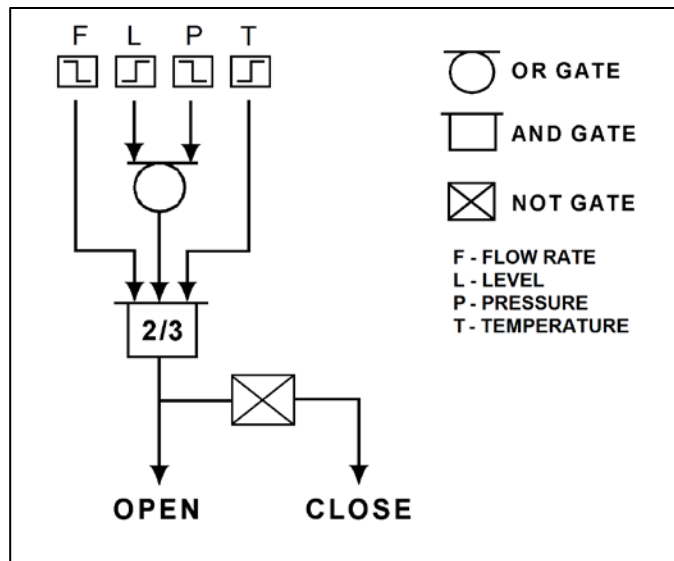 F L P T
OR GATE
AND GATE
NOT GATE
F - FLOW RATE
L - LEVEL
P - PRESSURE
T - TEMPERATURE
2/3
OPEN CLOSE